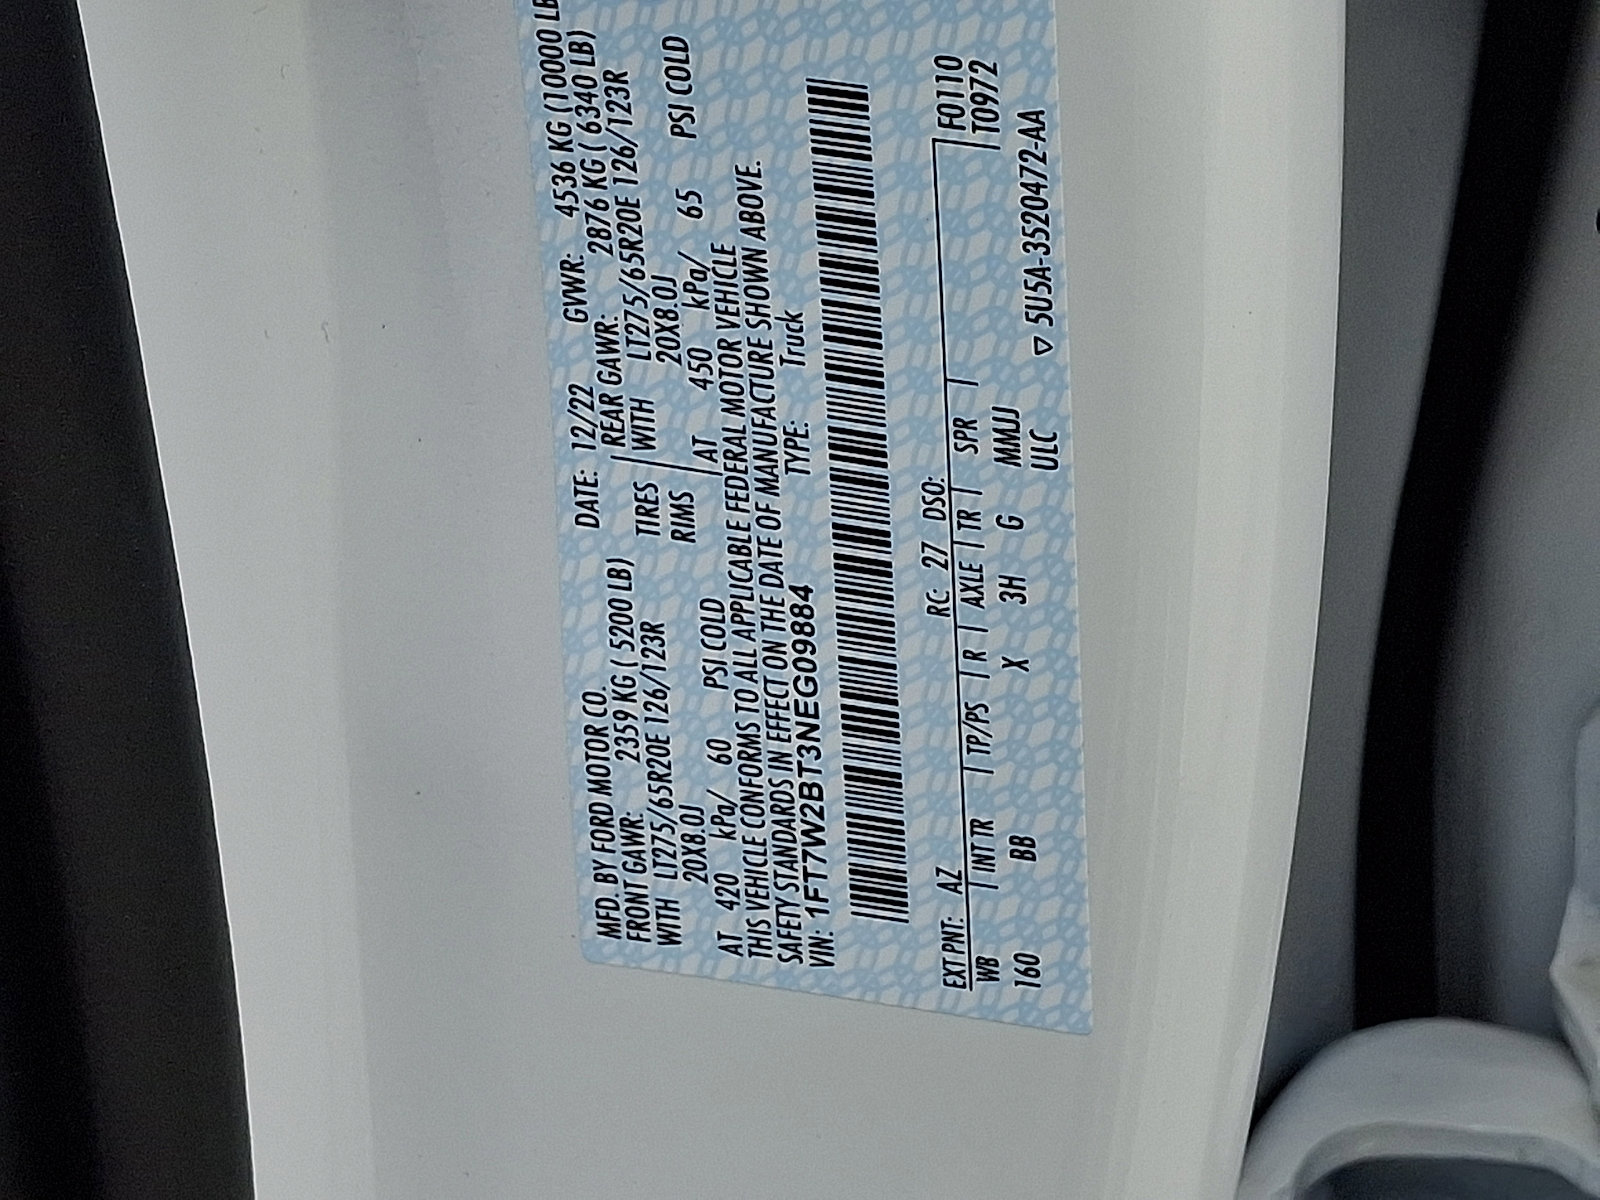 MFD. BY FORD MOTOR CO. DATE: 12/22 GVWR: 4536 KG (10000 LB
FRONT GAWR: 2359 KG ( 5200 LB) REAR GAWR: 2876 KG ( 6340 LB)
WITH LT275/65R20E 126/123R TIRES WITH LT275/65R20E 126/123R
20X8.0J RIMS 20X8.0J
AT 420 kPa/ 60 PSI COLD AT 450 kPa/ 65 PSI COLD
THIS VEHICLE CONFORMS TO ALL APPLICABLE FEDERAL MOTOR VEHICLE
SAFETY STANDARDS IN EFFECT ON THE DATE OF MANUFACTURE SHOWN ABOVE.
VIN: 1FT7W2BT3NEG09884 TYPE: Truck
EXT PNT: AZ RC: 27 DSO: F0110
WB | INT TR | TP/PS | R | AXLE | TR | SPR | T0972
160 BB X 3H G MMJJ
ULC ▽ 5U5A-3520472-AA